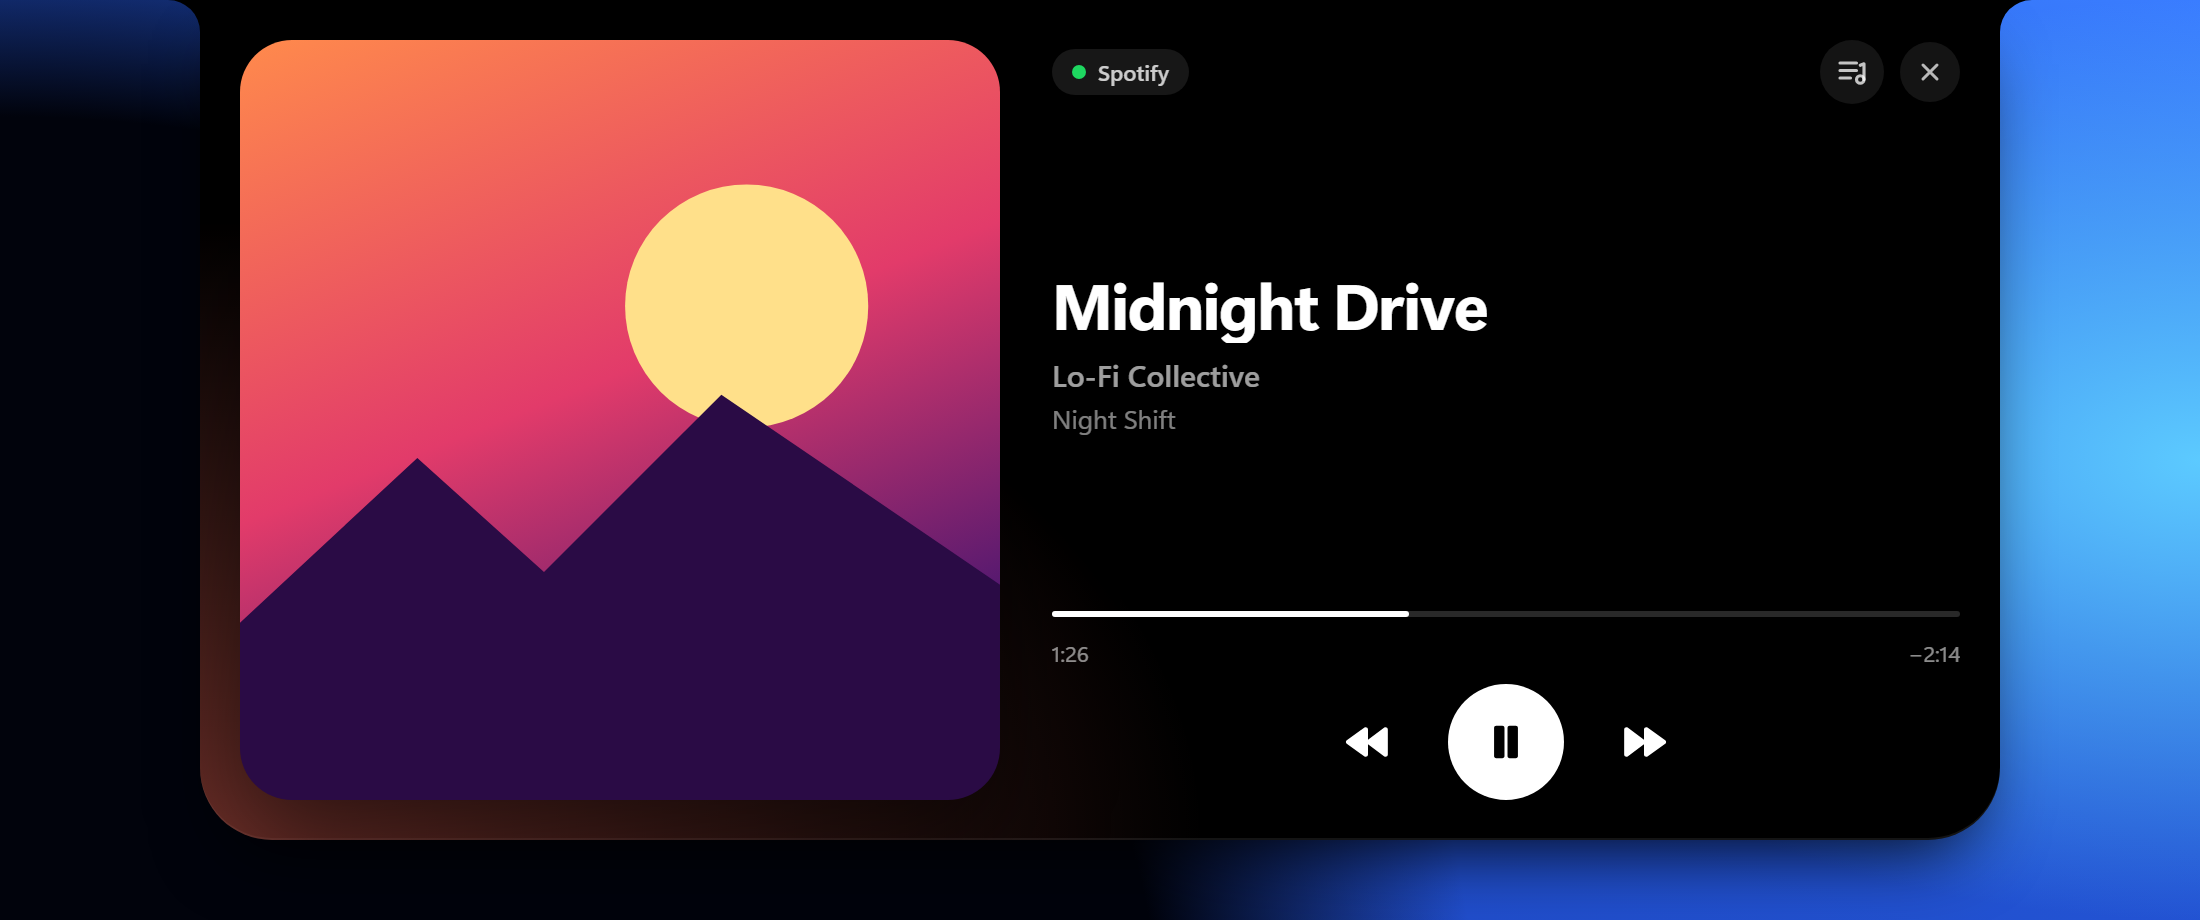 Spotify
Midnight Drive
Lo-Fi Collective
Night Shift
1:26
−2:14